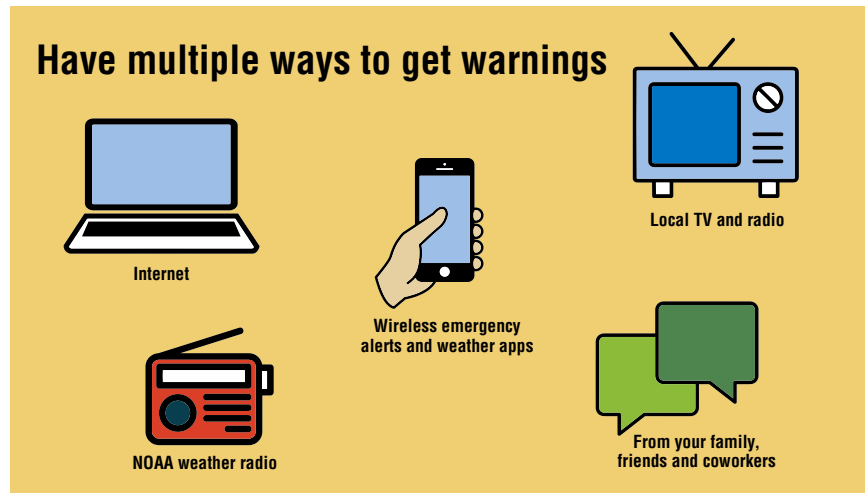 Have multiple ways to get warnings
Internet
Wireless emergency
alerts and weather apps
Local TV and radio
NOAA weather radio
From your family,
friends and coworkers